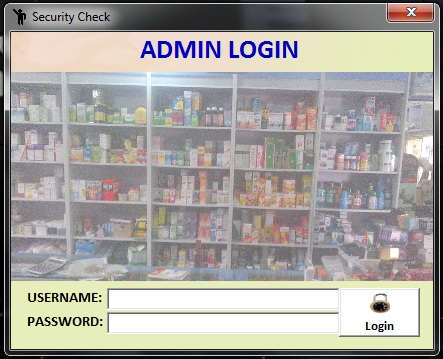 Security Check
ADMIN LOGIN
USERNAME:
PASSWORD:
Login